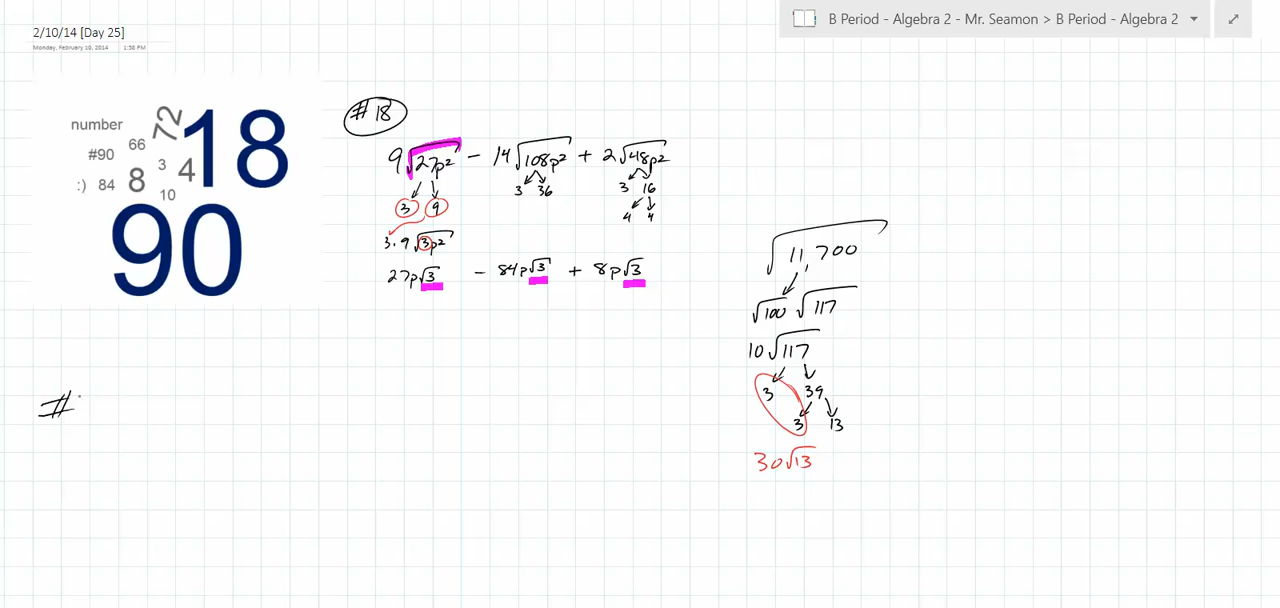 2/10/14 [Day 25]
Monday, February 10, 2014 1:58 PM
B Period - Algebra 2 - Mr. Seamon > B Period - Algebra 2
number
#90
:)
66
84
8
72
3
10
4
18
90
#18
9√27p² - 14√108p² + 2√48p²
3 9 3 36 3 16
4 4
3·9√3p²
27p√3 - 84p√3 + 8p√3
√11,700
√100 √117
10√117
3 39
3 13
30√13
#